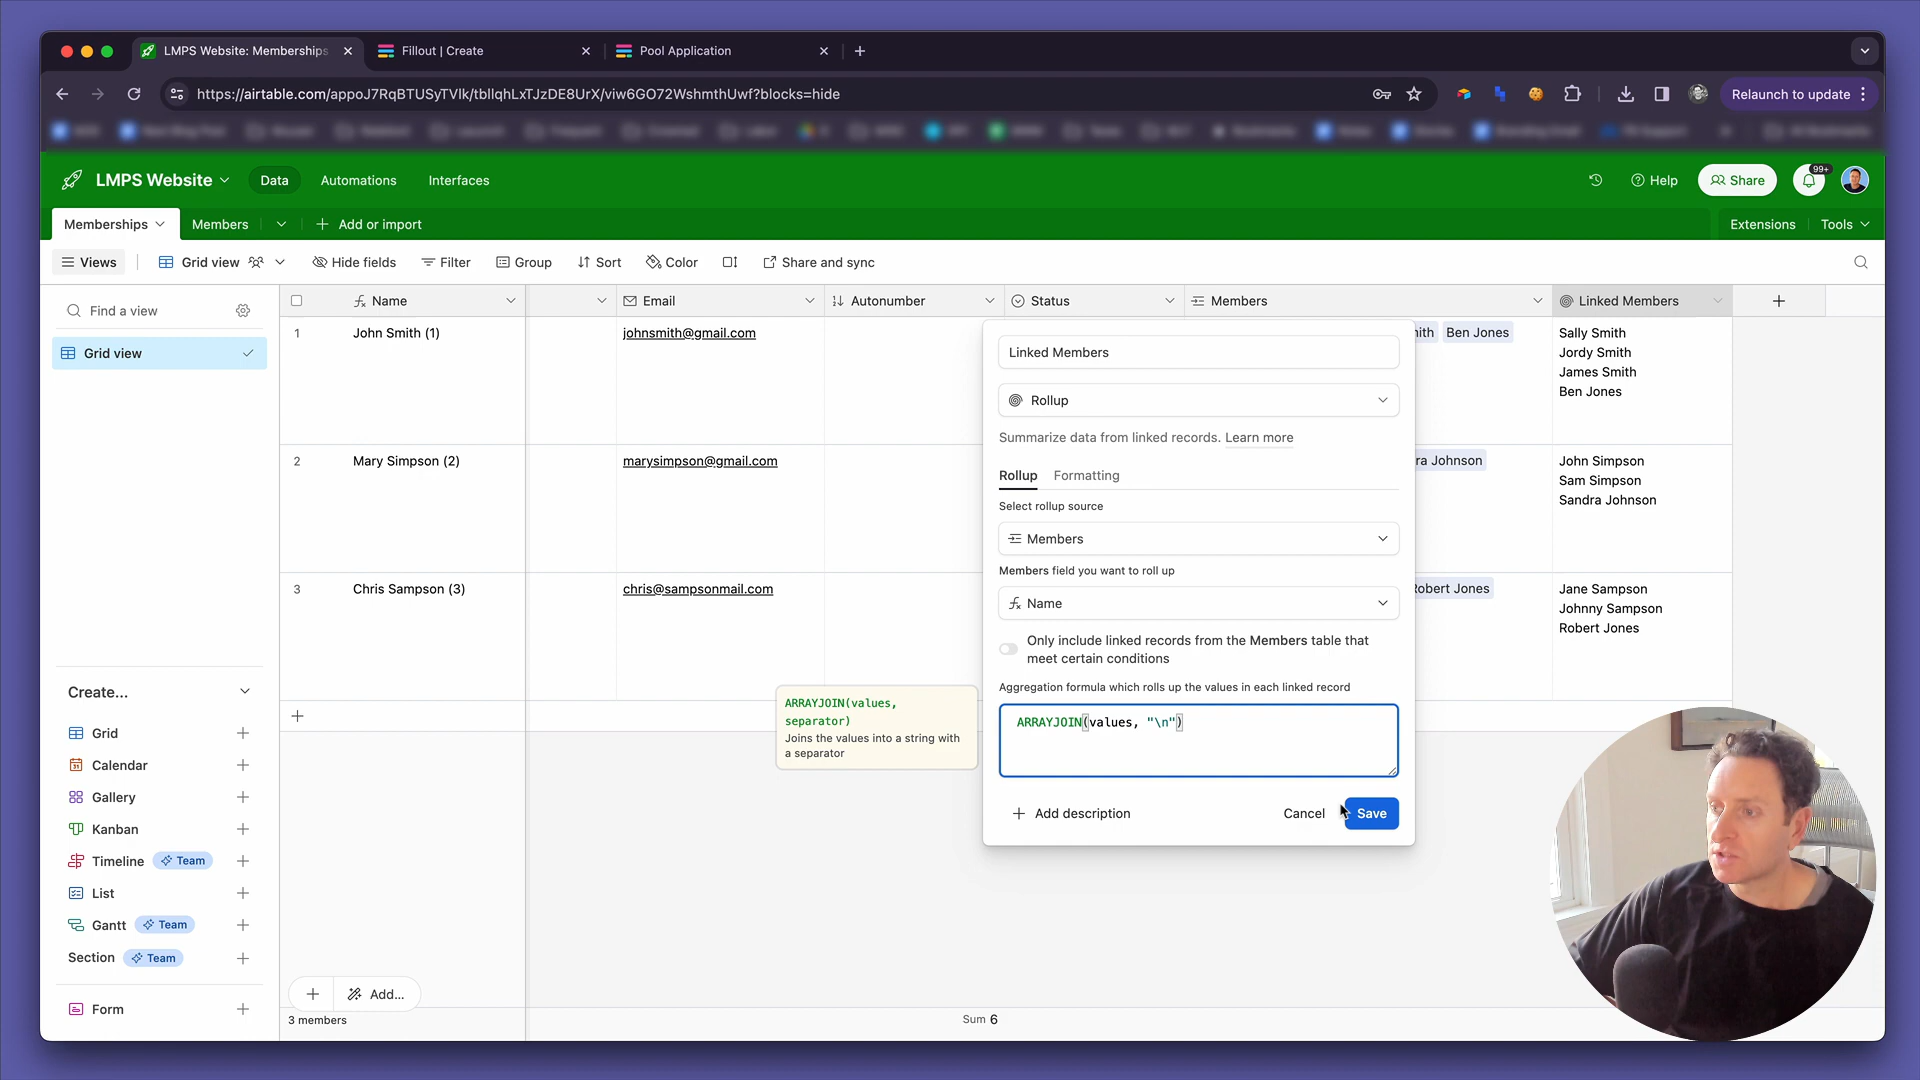 LMPS Website: Memberships
Fillout | Create
Pool Application
https://airtable.com/appoJ7RqBTUSyTVlk/tbllqhLxTJzDE8UrX/viw6GO72WshmthUwf?blocks=hide
Relaunch to update
LMPS Website
Data
Automations
Interfaces
Help
Share
99+
Memberships
Members
Add or import
Extensions
Tools
Views
Grid view
Hide fields
Filter
Group
Sort
Color
Share and sync
Find a view
Grid view
Create...
Grid
Calendar
Gallery
Kanban
Timeline Team
List
Gantt Team
Section Team
Form
Name
Email
Autonumber
Status
Members
Linked Members
1
John Smith (1)
johnsmith@gmail.com
Ben Jones
Sally Smith
Jordy Smith
James Smith
Ben Jones
2
Mary Simpson (2)
marysimpson@gmail.com
ra Johnson
John Simpson
Sam Simpson
Sandra Johnson
3
Chris Sampson (3)
chris@sampsonmail.com
Robert Jones
Jane Sampson
Johnny Sampson
Robert Jones
Linked Members
Rollup
Summarize data from linked records. Learn more
Rollup
Formatting
Select rollup source
Members
Members field you want to roll up
Name
Only include linked records from the Members table that
meet certain conditions
Aggregation formula which rolls up the values in each linked record
ARRAYJOIN(values, "\n")
ARRAYJOIN(values,
separator)
Joins the values into a string with
a separator
Add description
Cancel
Save
Add...
3 members
Sum 6